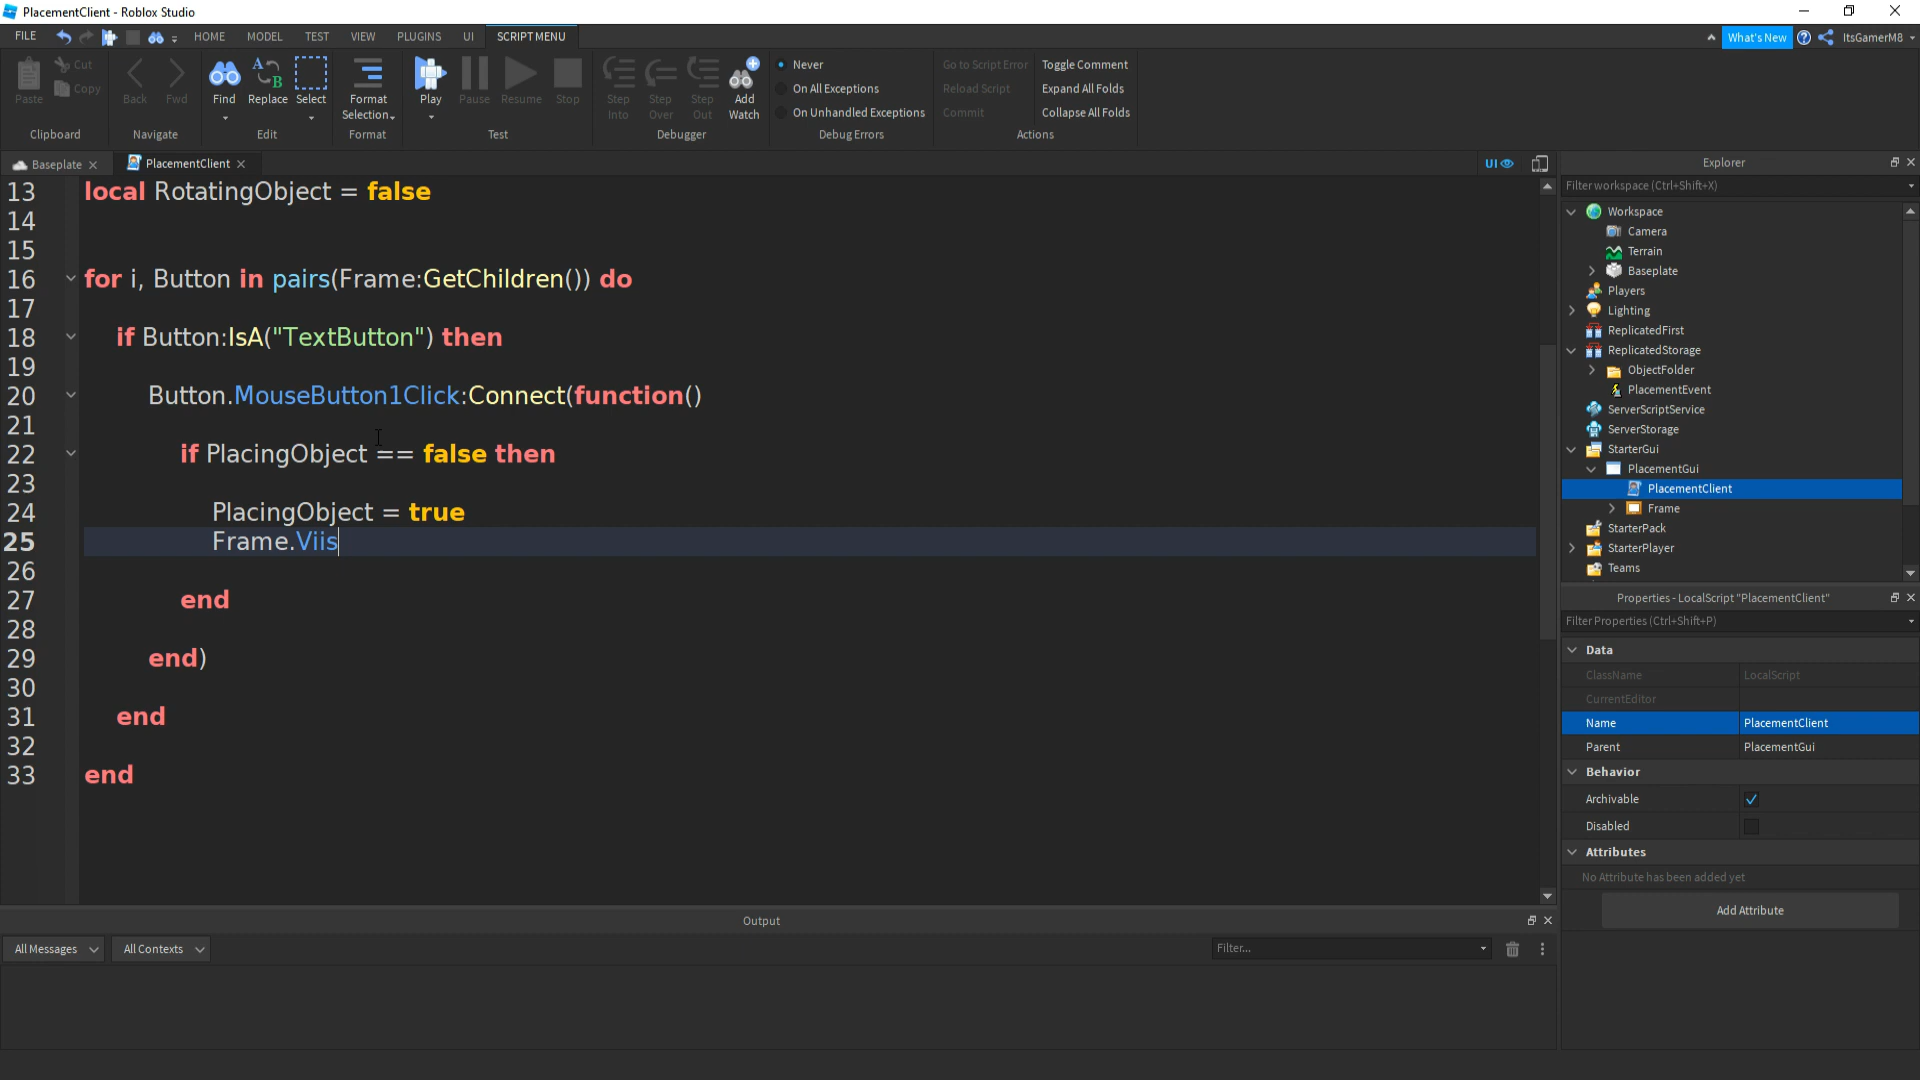 PlacementClient - Roblox Studio
FILE HOME MODEL TEST VIEW PLUGINS UI SCRIPT MENU What's New ItsGamerM8
Paste Cut Copy
Clipboard
Back Fwd
Navigate
Find Replace Select
Edit
Format Selection
Format
Play Pause Resume Stop
Test
Step Into Step Over Step Out Add Watch
Debugger
Never
On All Exceptions
On Unhandled Exceptions
Debug Errors
Go to Script Error Toggle Comment
Reload Script Expand All Folds
Commit Collapse All Folds
Actions
Baseplate PlacementClient UI
13 local RotatingObject = false
14
15
16 for i, Button in pairs(Frame:GetChildren()) do
17
18 if Button:IsA("TextButton") then
19
20 Button.MouseButton1Click:Connect(function()
21
22 if PlacingObject == false then
23
24 PlacingObject = true
25 Frame.Viis
26
27 end
28
29 end)
30
31 end
32
33 end
Output
All Messages All Contexts Filter...
Explorer
Filter workspace (Ctrl+Shift+X)
Workspace
Camera
Terrain
Baseplate
Players
Lighting
ReplicatedFirst
ReplicatedStorage
ObjectFolder
PlacementEvent
ServerScriptService
ServerStorage
StarterGui
PlacementGui
PlacementClient
Frame
StarterPack
StarterPlayer
Teams
Properties - LocalScript "PlacementClient"
Filter Properties (Ctrl+Shift+P)
Data
ClassName LocalScript
CurrentEditor
Name PlacementClient
Parent PlacementGui
Behavior
Archivable
Disabled
Attributes
No Attribute has been added yet
Add Attribute